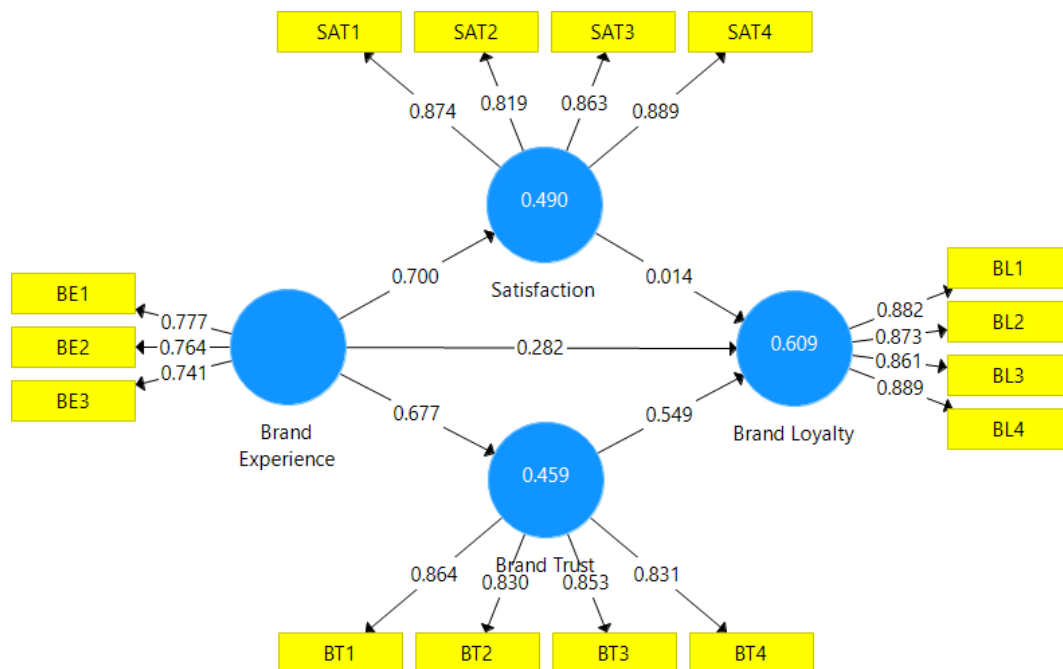 SAT1 SAT2 SAT3 SAT4
0.874 0.819 0.863 0.889
0.490
Satisfaction
0.700 0.014
BE1
BE2
BE3
0.777
0.764
0.741
Brand
Experience
0.282
0.609
Brand Loyalty
BL1
BL2
BL3
BL4
0.882
0.873
0.861
0.889
0.677 0.549
0.459
Brand Trust
0.864 0.830 0.853 0.831
BT1 BT2 BT3 BT4